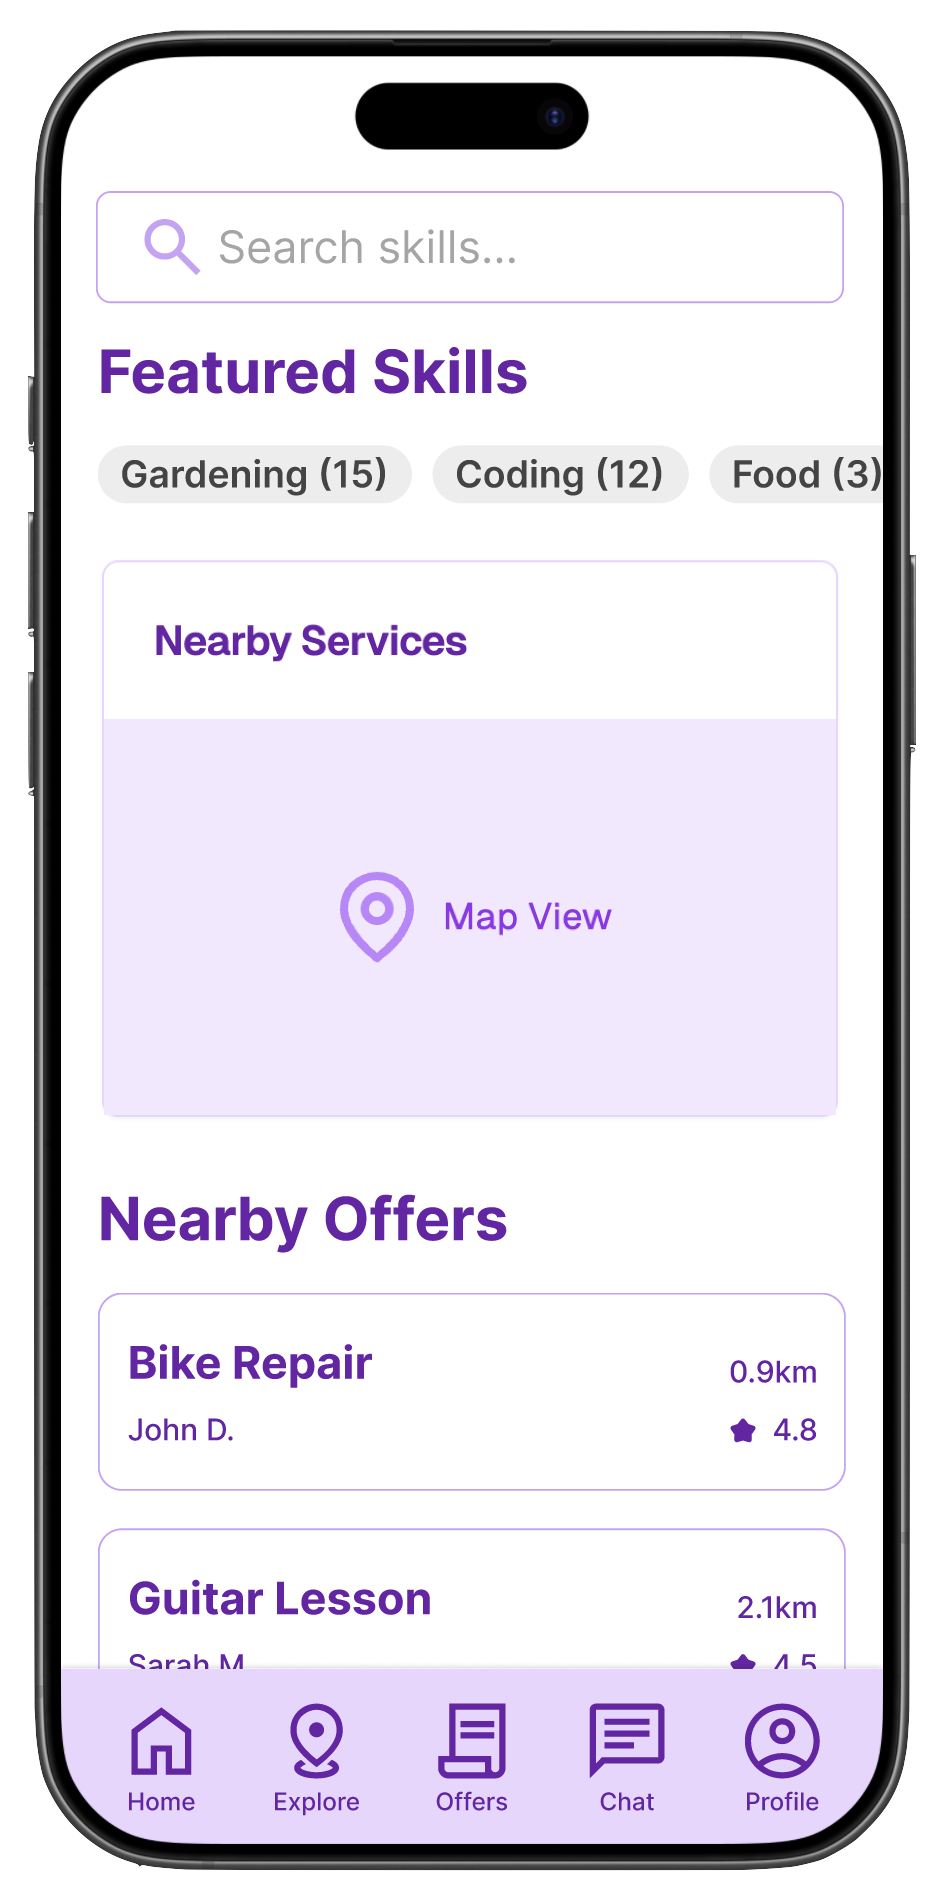 Search skills...
Featured Skills
Gardening (15) Coding (12) Food (3)
Nearby Services
Map View
Nearby Offers
Bike Repair 0.9km
John D. 4.8
Guitar Lesson 2.1km
Sarah M 4.5
Home Explore Offers Chat Profile